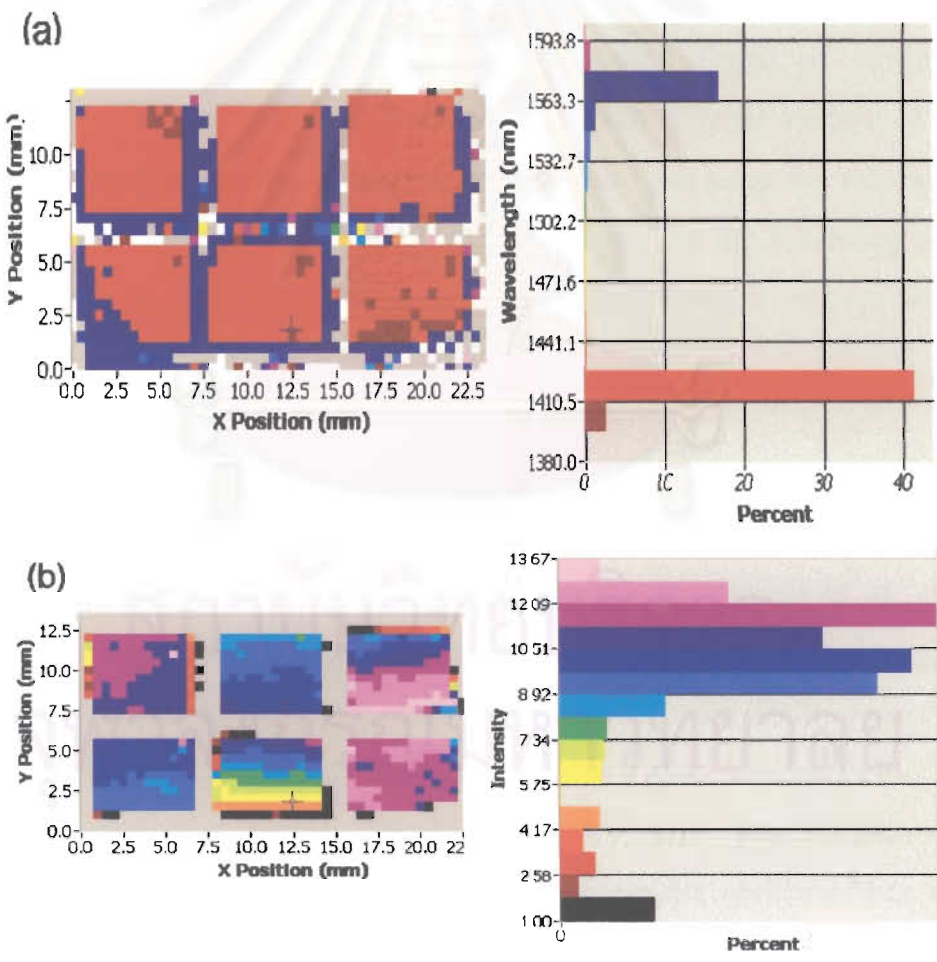 (a)
1593.8
1563.3
1532.7
1502.2
1471.6
1441.1
1410.5
1380.0
Wavelength (nm)
0 10 20 30 40
Percent
10.0
7.5
5.0
2.5
0.0
Y Position (mm)
0.0 2.5 5.0 7.5 10.0 12.5 15.0 17.5 20.0 22.5
X Position (mm)
(b)
12.5
10.0
7.5
5.0
2.5
0.0
Y Position (mm)
0.0 2.5 5.0 7.5 10.0 12.5 15.0 17.5 20.0 22
X Position (mm)
13.67
12.09
10.51
8.92
7.34
5.75
4.17
2.58
1.00
Intensity
0
Percent